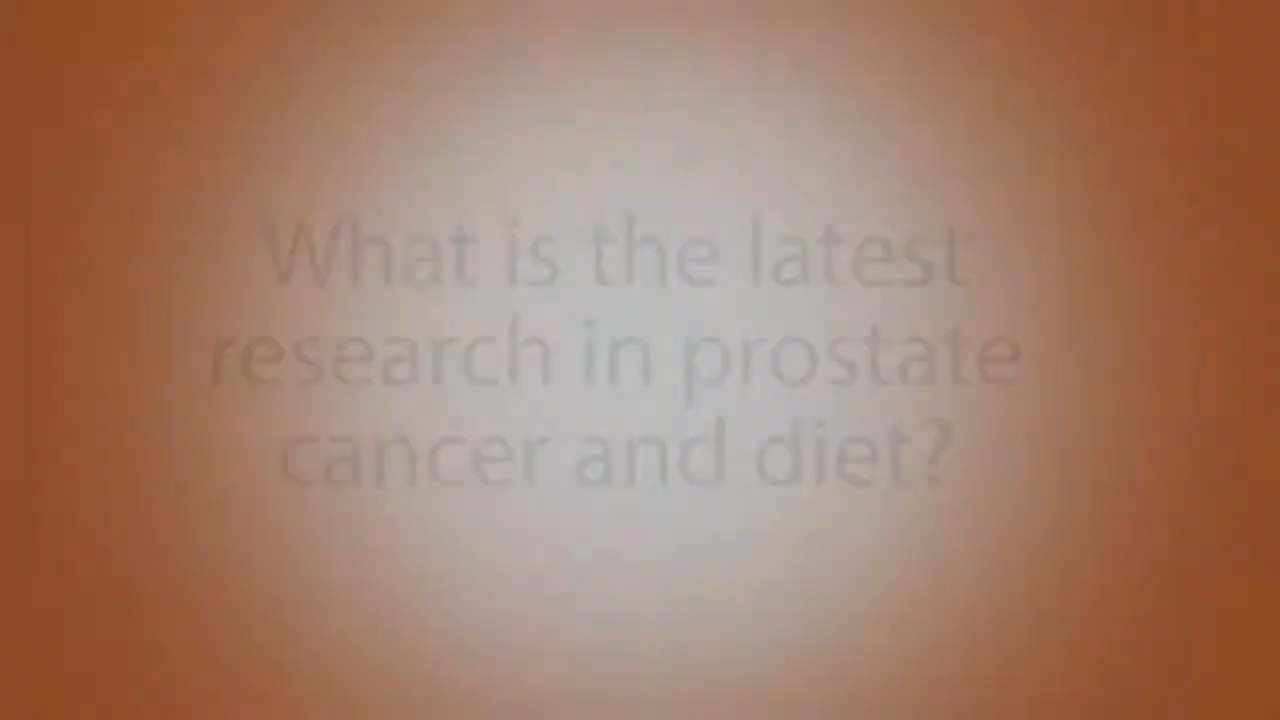 What is the latest
research in prostate
cancer and diet?